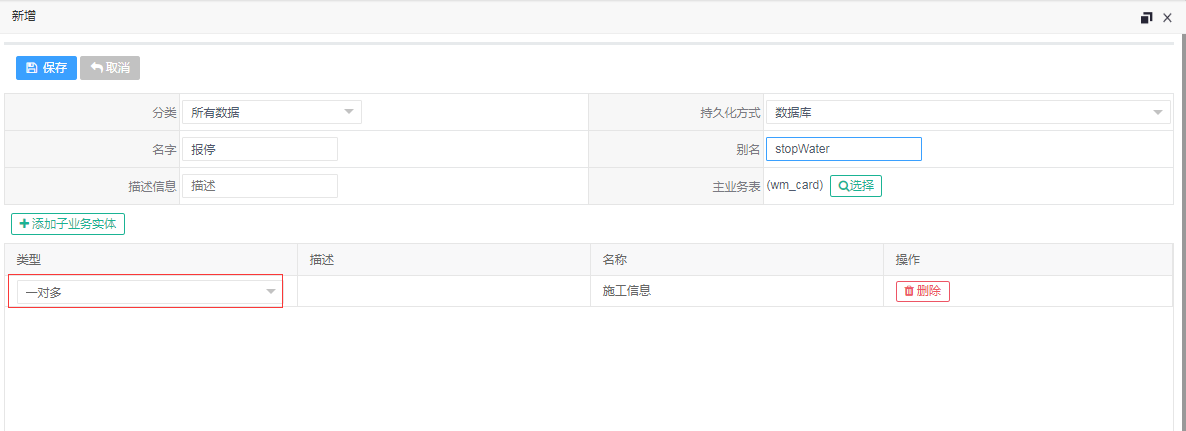 新增
保存 取消
分类 所有数据 持久化方式 数据库
名字 报停 别名 stopWater
描述信息 描述 主业务表 (wm_card) 选择
添加子业务实体
类型 描述 名称 操作
一对多 施工信息 删除